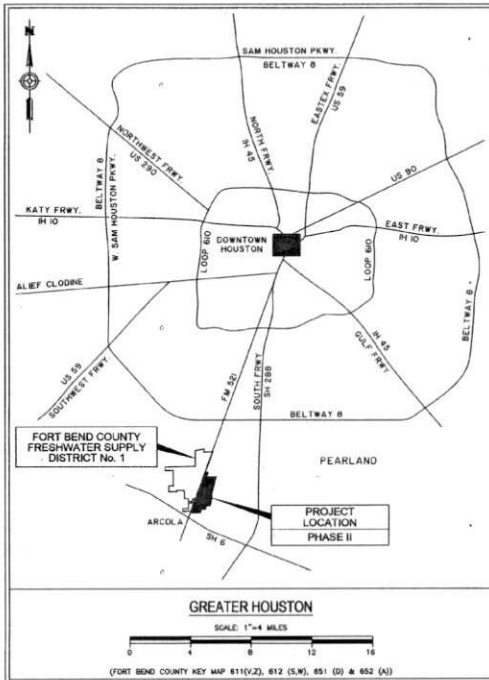 N
SAM HOUSTON PKWY.
BELTWAY 8
EASTEX FRWY.
US 59
NORTH FRWY.
IH 45
NORTHWEST FRWY.
US 290
US 90
BELTWAY 8
W. SAM HOUSTON PKWY.
KATY FRWY.
IH 10
LOOP 610
DOWNTOWN
HOUSTON
EAST FRWY.
IH 10
LOOP 610
ALIEF CLODINE
BELTWAY 8
US 59
SOUTHWEST FRWY.
FM 521
SOUTH FRWY
SH 288
IH 45
GULF FRWY
BELTWAY 8
FORT BEND COUNTY
FRESHWATER SUPPLY
DISTRICT No. 1
PEARLAND
PROJECT
LOCATION
PHASE II
ARCOLA
SH 6
GREATER HOUSTON
SCALE: 1"=4 MILES
0 4 8 12 16
(FORT BEND COUNTY KEY MAP 611(V,Z), 612 (S,W), 651 (D) & 652 (A))